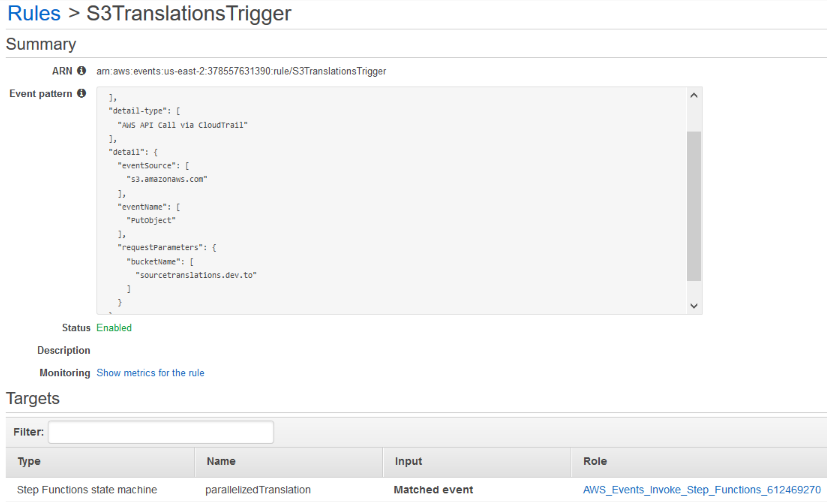 Rules > S3TranslationsTrigger
Summary
ARN arn:aws:events:us-east-2:378557631390:rule/S3TranslationsTrigger
Event pattern
],
"detail-type": [
"AWS API Call via CloudTrail"
],
"detail": {
"eventSource": [
"s3.amazonaws.com"
],
"eventName": [
"PutObject"
],
"requestParameters": {
"bucketName": [
"sourcetranslations.dev.to"
]
}
Status Enabled
Description
Monitoring Show metrics for the rule
Targets
Filter:
Type Name Input Role
Step Functions state machine parallelizedTranslation Matched event AWS_Events_Invoke_Step_Functions_612469270